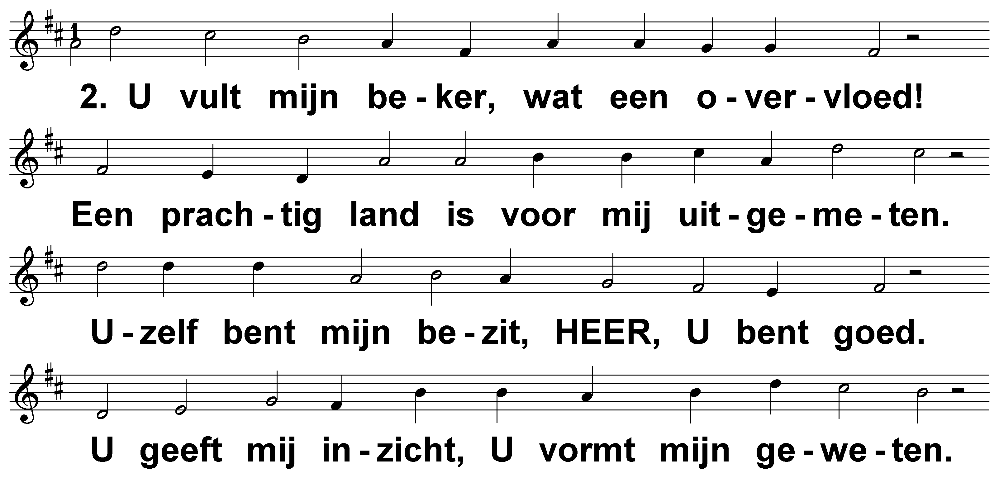 1
2. U vult mijn be - ker, wat een o - ver - vloed!
Een prach - tig land is voor mij uit - ge - me - ten.
U - zelf bent mijn be - zit, HEER, U bent goed.
U geeft mij in - zicht, U vormt mijn ge - we - ten.